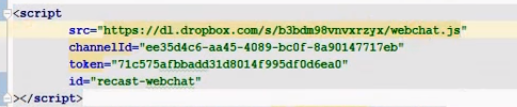 <script
src="https://dl.dropbox.com/s/b3bdm98vnvxrzyx/webchat.js"
channelId="ee35d4c6-aa45-4089-bc0f-8a90147717eb"
token="71c575afbbadd31d8014f995df0d6ea0"
id="recast-webchat"
></script>